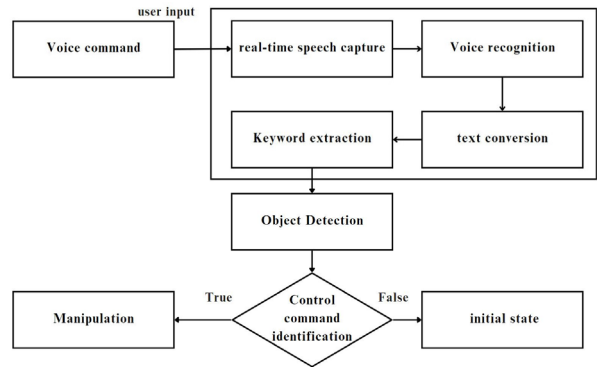 user input
Voice command
real-time speech capture
Voice recognition
Keyword extraction
text conversion
Object Detection
True
Control
command
identification
False
Manipulation
initial state